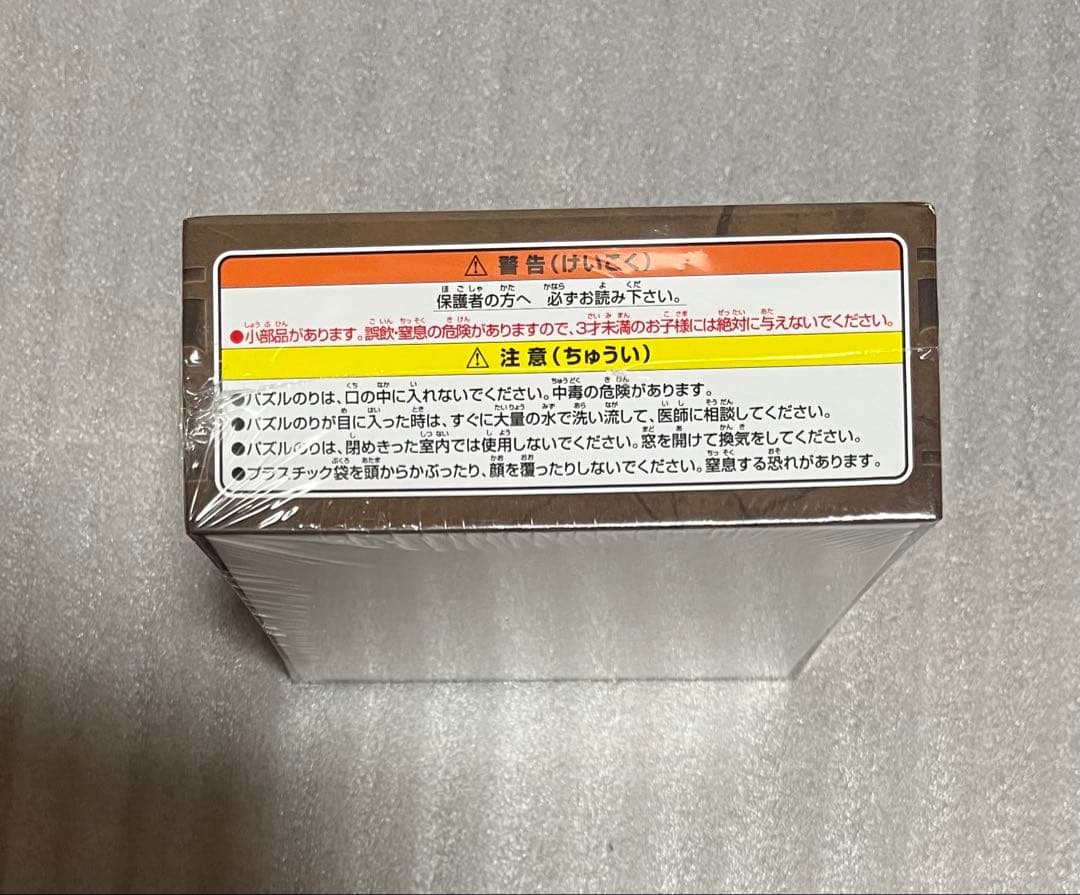 ⚠ 警告(けいこく)
保護者の方へ 必ずお読み下さい。
●小部品があります。誤飲・窒息の危険がありますので、3才未満のお子様には絶対に与えないでください。
⚠ 注意(ちゅうい)
●パズルのりは、口の中に入れないでください。中毒の危険があります。
●パズルのりが目に入った時は、すぐに大量の水で洗い流して、医師に相談してください。
●パズルのりは、閉めきった室内では使用しないでください。窓を開けて換気をしてください。
●プラスチック袋を頭からかぶったり、顔を覆ったりしないでください。窒息する恐れがあります。